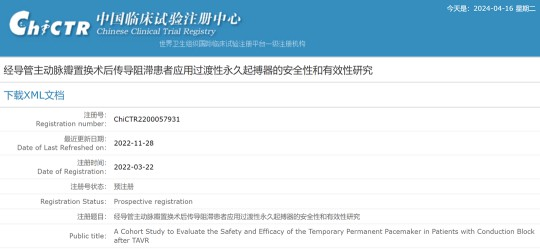 今天是：2024-04-16 星期二
ChiCTR
中国临床试验注册中心
Chinese Clinical Trial Registry
世界卫生组织国际临床试验注册平台一级注册机构
经导管主动脉瓣置换术后传导阻滞患者应用过渡性永久起搏器的安全性和有效性研究
下载XML文档
注册号:
Registration number:
ChiCTR2200057931
最近更新日期:
Date of Last Refreshed on:
2022-11-28
注册时间:
Date of Registration:
2022-03-22
注册号状态:
预注册
Registration Status:
Prospective registration
注册题目:
经导管主动脉瓣置换术后传导阻滞患者应用过渡性永久起搏器的安全性和有效性研究
Public title:
A Cohort Study to Evaluate the Safety and Efficacy of the Temporary Permanent Pacemaker in Patients with Conduction Block
after TAVR